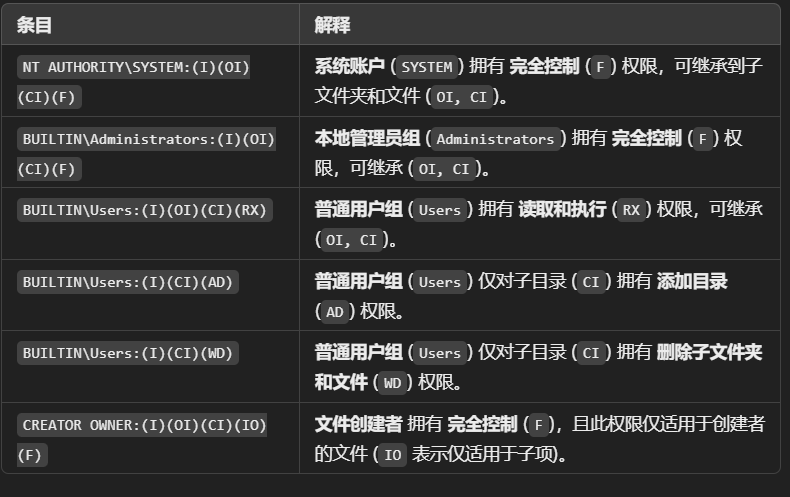 条目 解释
NT AUTHORITY\SYSTEM:(I)(OI) 系统账户 (SYSTEM) 拥有 完全控制 (F) 权限，可继承到子
(CI)(F) 文件夹和文件 (OI, CI)。
BUILTIN\Administrators:(I)(OI) 本地管理员组 (Administrators) 拥有 完全控制 (F) 权
(CI)(F) 限，可继承 (OI, CI)。
BUILTIN\Users:(I)(OI)(CI)(RX) 普通用户组 (Users) 拥有 读取和执行 (RX) 权限，可继承
(OI, CI)。
BUILTIN\Users:(I)(CI)(AD) 普通用户组 (Users) 仅对子目录 (CI) 拥有 添加目录
(AD) 权限。
BUILTIN\Users:(I)(CI)(WD) 普通用户组 (Users) 仅对子目录 (CI) 拥有 删除子文件夹
和文件 (WD) 权限。
CREATOR OWNER:(I)(OI)(CI)(IO) 文件创建者 拥有 完全控制 (F)，且此权限仅适用于创建者
(F) 的文件 (IO 表示仅适用于子项)。